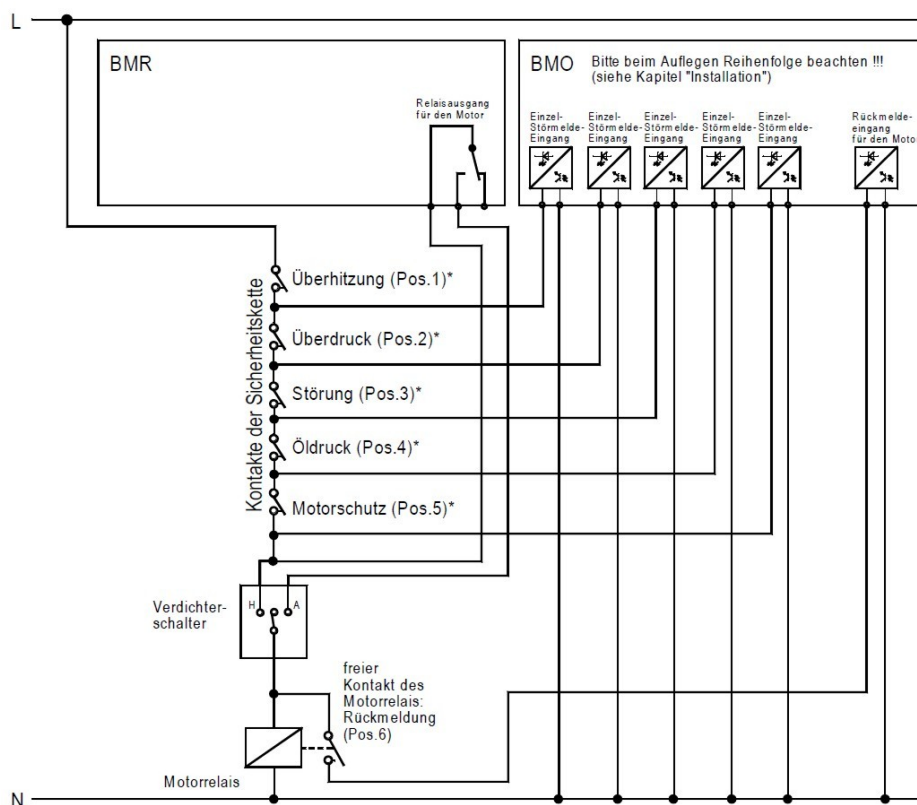 L
BMR
BMO
Bitte beim Auflegen Reihenfolge beachten !!!
(siehe Kapitel "Installation")
Relaisausgang
für den Motor
Einzel-
Störmelde-
Eingang
Einzel-
Störmelde-
Eingang
Einzel-
Störmelde-
Eingang
Einzel-
Störmelde-
Eingang
Einzel-
Störmelde-
Eingang
Rückmelde-
eingang
für den Motor
Kontakte der Sicherheitskette
Überhitzung (Pos.1)*
Überdruck (Pos.2)*
Störung (Pos.3)*
Öldruck (Pos.4)*
Motorschutz (Pos.5)*
Verdichter-
schalter
H
A
freier
Kontakt des
Motorrelais:
Rückmeldung
(Pos.6)
Motorrelais
N